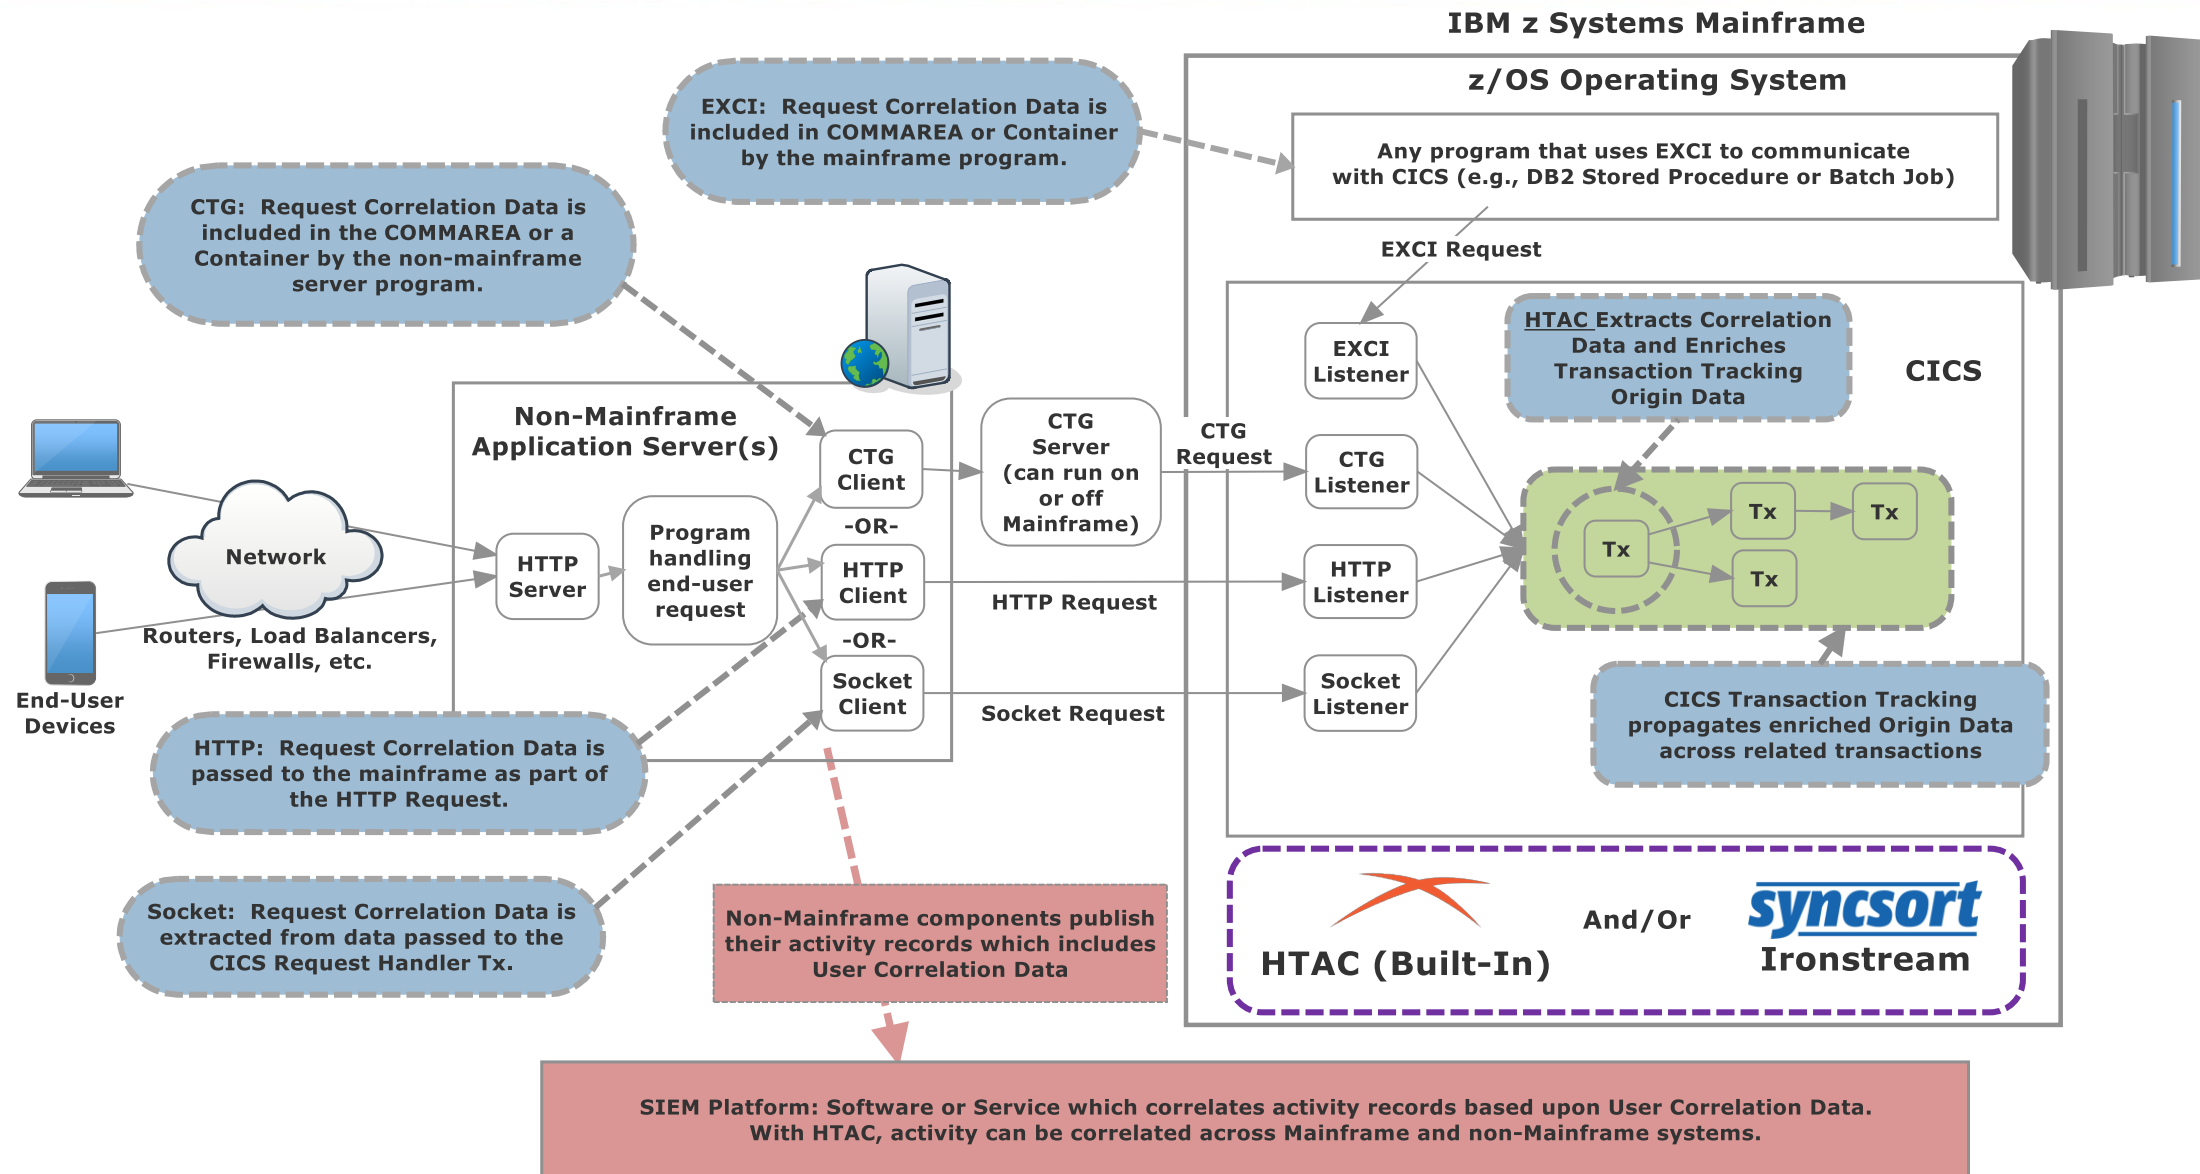 IBM z Systems Mainframe
z/OS Operating System
EXCI:  Request Correlation Data is
included in COMMAREA or Container
by the mainframe program.
Any program that uses EXCI to communicate
with CICS (e.g., DB2 Stored Procedure or Batch Job)
CTG:  Request Correlation Data is
included in the COMMAREA or a
Container by the non-mainframe
server program.
EXCI Request
HTAC Extracts Correlation
Data and Enriches
Transaction Tracking
Origin Data
CICS
EXCI
Listener
Non-Mainframe
Application Server(s)
CTG
Client
CTG
Server
(can run on
or off
Mainframe)
CTG
Request
CTG
Listener
-OR-
Network
HTTP
Server
Program
handling
end-user
request
HTTP
Client
HTTP Request
HTTP
Listener
Tx
Tx
Tx
Tx
Routers, Load Balancers,
Firewalls, etc.
-OR-
End-User
Devices
Socket
Client
Socket Request
Socket
Listener
CICS Transaction Tracking
propagates enriched Origin Data
across related transactions
HTTP:  Request Correlation Data is
passed to the mainframe as part of
the HTTP Request.
Socket:  Request Correlation Data is
extracted from data passed to the
CICS Request Handler Tx.
Non-Mainframe components publish
their activity records which includes
User Correlation Data
HTAC (Built-In)
And/Or
syncsort
Ironstream
SIEM Platform: Software or Service which correlates activity records based upon User Correlation Data.
With HTAC, activity can be correlated across Mainframe and non-Mainframe systems.